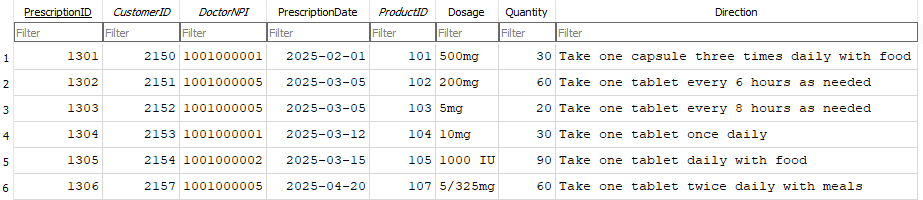 PrescriptionID CustomerID DoctorNPI PrescriptionDate ProductID Dosage Quantity Direction
Filter Filter Filter Filter Filter Filter Filter Filter
1 1301 2150 1001000001 2025-02-01 101 500mg 30 Take one capsule three times daily with food
2 1302 2151 1001000005 2025-03-05 102 200mg 60 Take one tablet every 6 hours as needed
3 1303 2152 1001000005 2025-03-05 103 5mg 20 Take one tablet every 8 hours as needed
4 1304 2153 1001000001 2025-03-12 104 10mg 30 Take one tablet once daily
5 1305 2154 1001000002 2025-03-15 105 1000 IU 90 Take one tablet daily with food
6 1306 2157 1001000005 2025-04-20 107 5/325mg 60 Take one tablet twice daily with meals